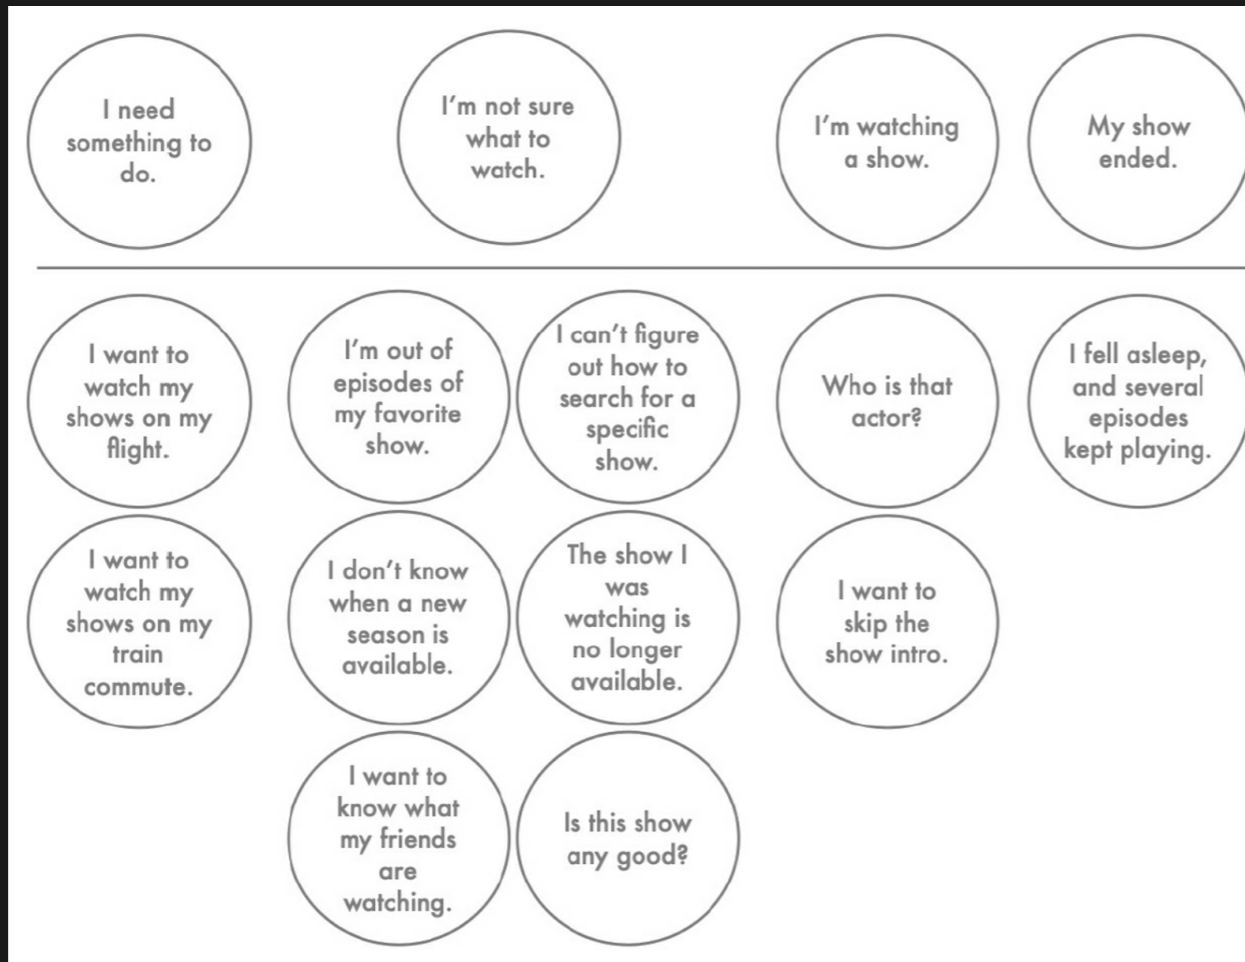 I need
something to
do.
I'm not sure
what to
watch.
I'm watching
a show.
My show
ended.
I want to
watch my
shows on my
flight.
I'm out of
episodes of
my favorite
show.
I can't figure
out how to
search for a
specific
show.
Who is that
actor?
I fell asleep,
and several
episodes
kept playing.
I want to
watch my
shows on my
train
commute.
I don't know
when a new
season is
available.
The show I
was
watching is
no longer
available.
I want to
skip the
show intro.
I want to
know what
my friends
are
watching.
Is this show
any good?